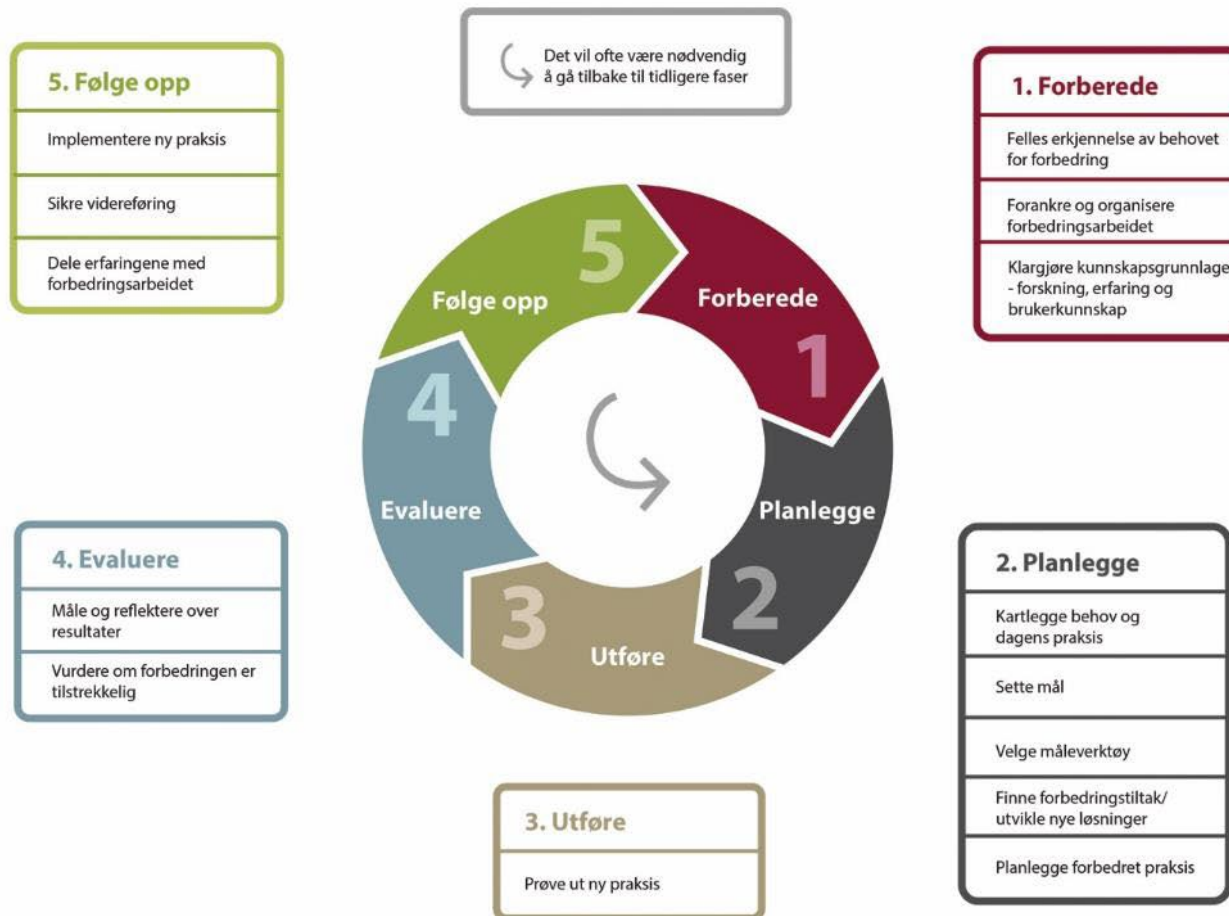 Det vil ofte være nødvendig
å gå tilbake til tidligere faser
5. Følge opp
Implementere ny praksis
Sikre videreføring
Dele erfaringene med
forbedringsarbeidet
1. Forberede
Felles erkjennelse av behovet
for forbedring
Forankre og organisere
forbedringsarbeidet
Klargjøre kunnskapsgrunnlage
- forskning, erfaring og
brukerkunnskap
5
Følge opp
Forberede
1
4
Evaluere
Planlegge
2
3
Utføre
4. Evaluere
Måle og reflektere over
resultater
Vurdere om forbedringen er
tilstrekkelig
2. Planlegge
Kartlegge behov og
dagens praksis
Sette mål
Velge måleverktøy
Finne forbedringstiltak/
utvikle nye løsninger
Planlegge forbedret praksis
3. Utføre
Prøve ut ny praksis